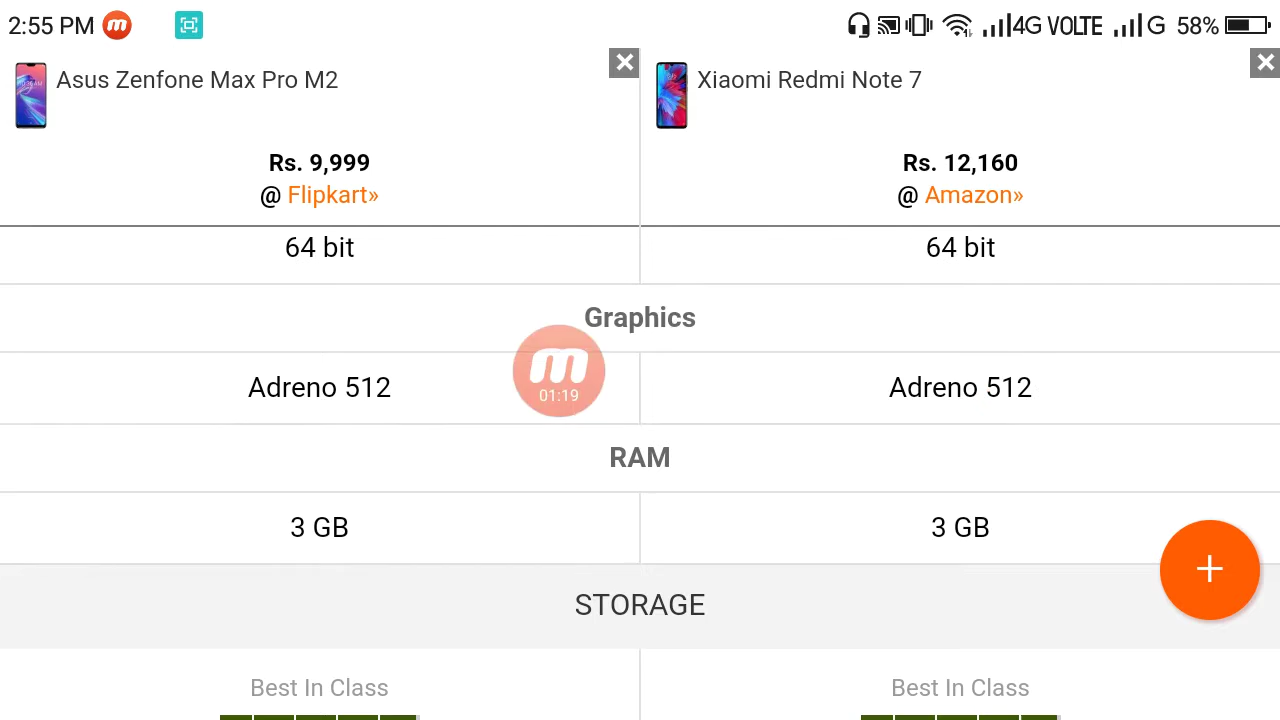 2:55 PM 4G VOLTE G 58%
Asus Zenfone Max Pro M2
Xiaomi Redmi Note 7
Rs. 9,999
@ Flipkart»
Rs. 12,160
@ Amazon»
64 bit
64 bit
Graphics
Adreno 512
01:19
Adreno 512
RAM
3 GB
3 GB
STORAGE
Best In Class
Best In Class